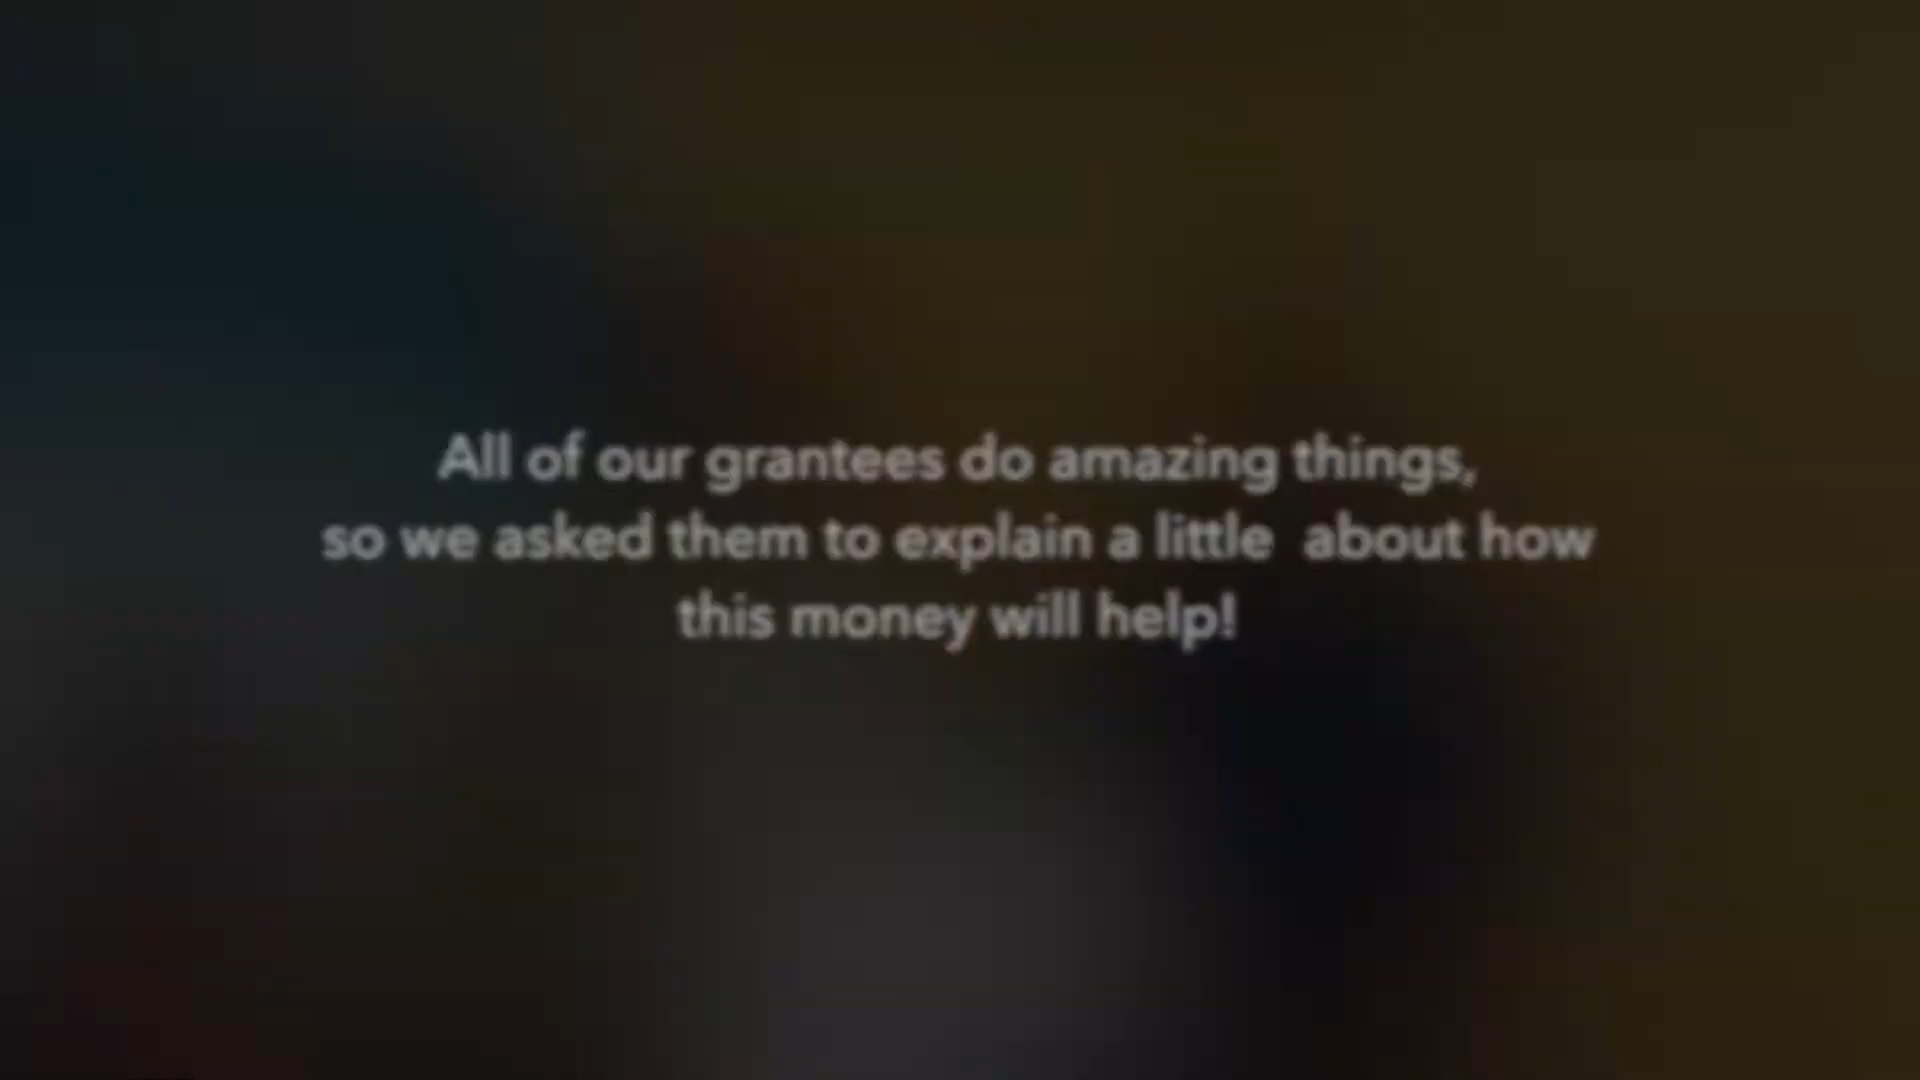 All of our grantees do amazing things,
so we asked them to explain a little  about how
this money will help!